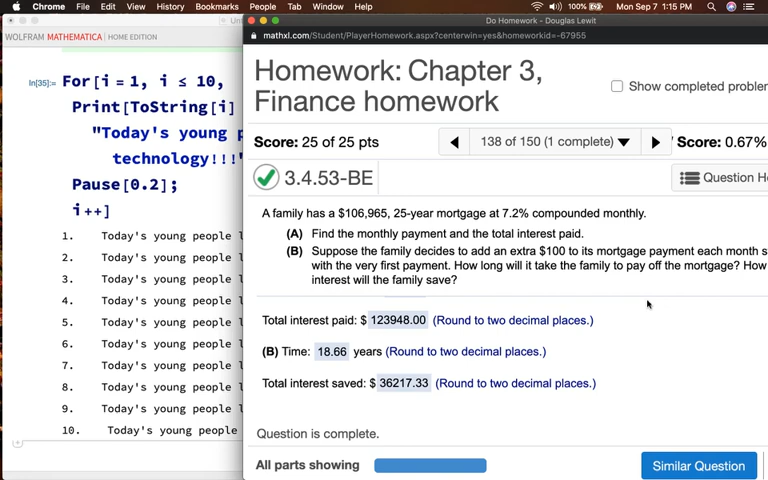 Chrome File Edit View History Bookmarks People Tab Window Help 100% Mon Sep 7 1:15 PM
Do Homework - Douglas Lewit
WOLFRAM MATHEMATICA HOME EDITION
mathxl.com/Student/PlayerHomework.aspx?centerwin=yes&homeworkid=-67955
In[35]:= For[i = 1, i ≤ 10,
Print[ToString[i]
"Today's young
technology!!!"
Pause[0.2];
i++]
1. Today's young people
2. Today's young people
3. Today's young people
4. Today's young people
5. Today's young people
6. Today's young people
7. Today's young people
8. Today's young people
9. Today's young people
10. Today's young people
Homework: Chapter 3,
Finance homework
Show completed
Score: 25 of 25 pts
138 of 150 (1 complete)
Score: 0.67%
3.4.53-BE
Question
A family has a $106,965, 25-year mortgage at 7.2% compounded monthly.
(A) Find the monthly payment and the total interest paid.
(B) Suppose the family decides to add an extra $100 to its mortgage payment each month
with the very first payment. How long will it take the family to pay off the mortgage? How
interest will the family save?
Total interest paid: $ 123948.00 (Round to two decimal places.)
(B) Time: 18.66 years (Round to two decimal places.)
Total interest saved: $ 36217.33 (Round to two decimal places.)
Question is complete.
All parts showing
Similar Question